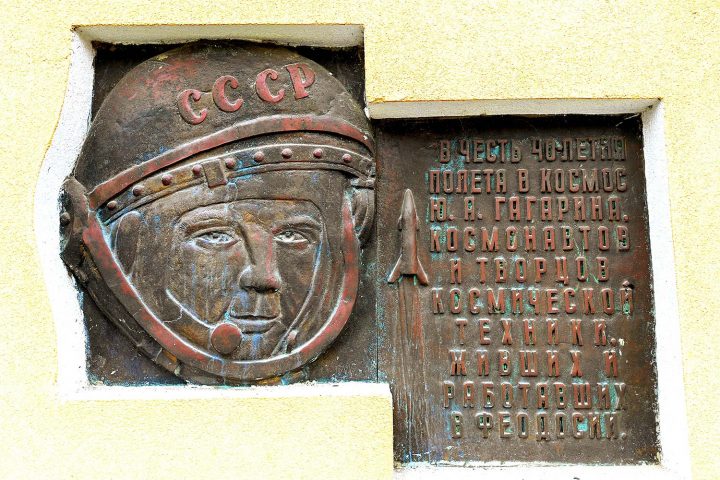 СССР
В ЧЕСТЬ 40-ЛЕТИЯ
ПОЛЕТА В КОСМОС
Ю. А. ГАГАРИНА,
КОСМОНАВТОВ
И ТВОРЦОВ
КОСМИЧЕСКОЙ
ТЕХНИКИ,
ЖИВШИХ И
РАБОТАВШИХ
В ФЕОДОСИИ.